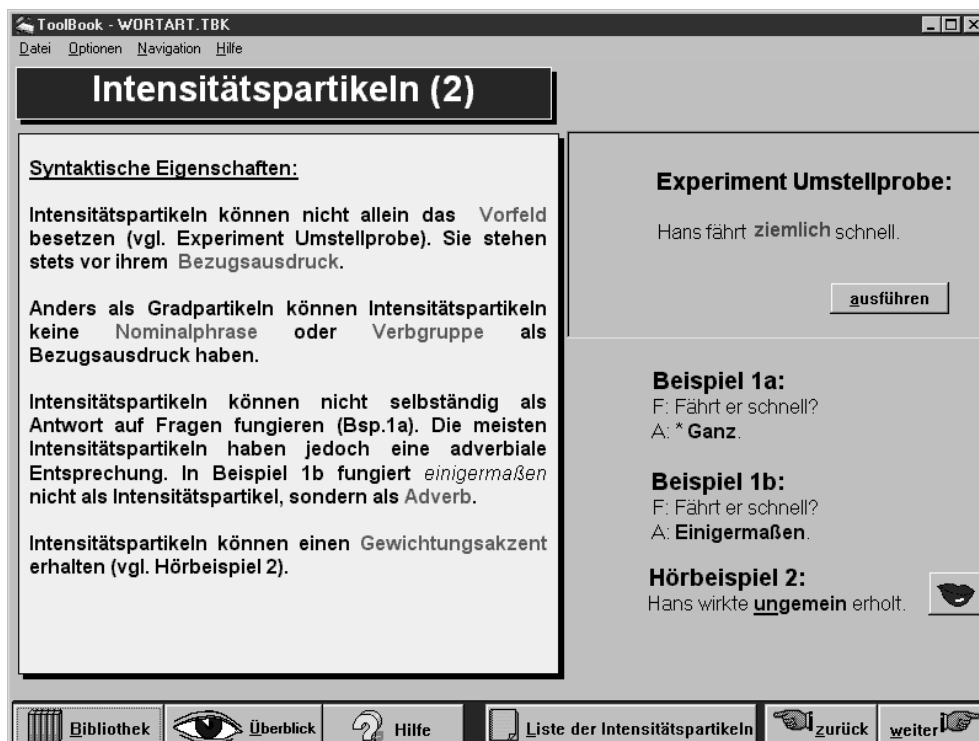 ToolBook - WORTART.TBK
Datei Optionen Navigation Hilfe
Intensitätspartikeln (2)
Syntaktische Eigenschaften:
Intensitätspartikeln können nicht allein das Vorfeld
besetzen (vgl. Experiment Umstellprobe). Sie stehen
stets vor ihrem Bezugsausdruck.
Anders als Gradpartikeln können Intensitätspartikeln
keine Nominalphrase oder Verbgruppe als
Bezugsausdruck haben.
Intensitätspartikeln können nicht selbständig als
Antwort auf Fragen fungieren (Bsp.1a). Die meisten
Intensitätspartikeln haben jedoch eine adverbiale
Entsprechung. In Beispiel 1b fungiert einigermaßen
nicht als Intensitätspartikel, sondern als Adverb.
Intensitätspartikeln können einen Gewichtungsakzent
erhalten (vgl. Hörbeispiel 2).
Experiment Umstellprobe:
Hans fährt ziemlich schnell.
ausführen
Beispiel 1a:
F: Fährt er schnell?
A: * Ganz.
Beispiel 1b:
F: Fährt er schnell?
A: Einigermaßen.
Hörbeispiel 2:
Hans wirkte ungemein erholt.
Bibliothek
Überblick
Hilfe
Liste der Intensitätspartikeln
zurück
weiter